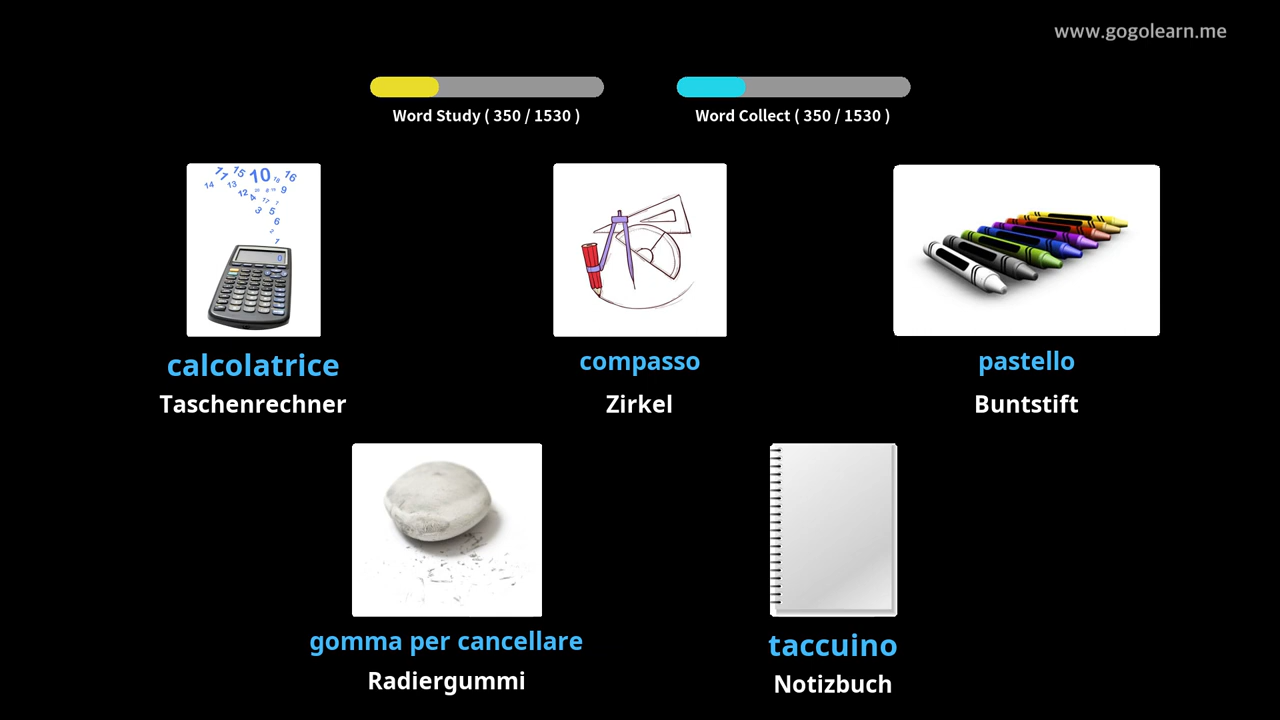 www.gogolearn.me
Word Study ( 350 / 1530 )
Word Collect ( 350 / 1530 )
calcolatrice
Taschenrechner
compasso
Zirkel
pastello
Buntstift
gomma per cancellare
Radiergummi
taccuino
Notizbuch